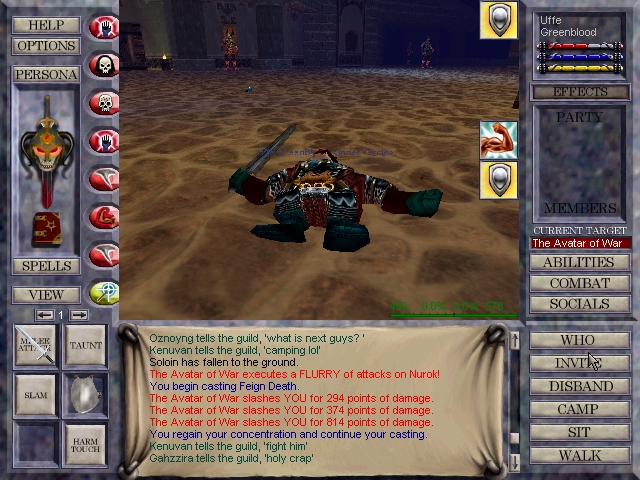 HELP
OPTIONS
PERSONA
SPELLS
VIEW
1
MELEE
ATTACK
TAUNT
SLAM
HARM
TOUCH
Oznoyng tells the guild, 'what is next guys? '
Kenuvan tells the guild, 'camping lol'
Soloin has fallen to the ground.
The Avatar of War executes a FLURRY of attacks on Nurok!
You begin casting Feign Death.
The Avatar of War slashes YOU for 294 points of damage.
The Avatar of War slashes YOU for 374 points of damage.
The Avatar of War slashes YOU for 814 points of damage.
You regain your concentration and continue your casting.
Kenuvan tells the guild, 'fight him'
Gahzzira tells the guild, 'holy crap'
Uffe
Greenblood
EFFECTS
PARTY
MEMBERS
CURRENT TARGET
The Avatar of War
ABILITIES
COMBAT
SOCIALS
WHO
INVITE
DISBAND
CAMP
SIT
WALK